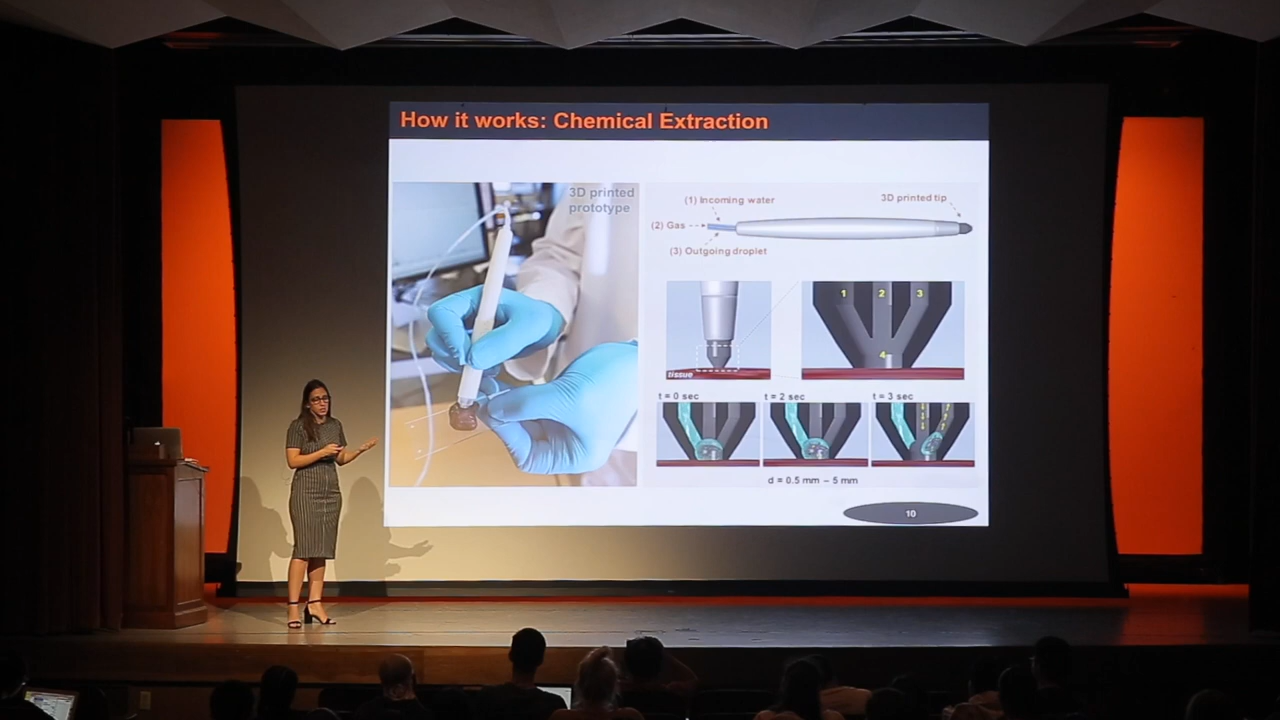 How it works: Chemical Extraction
3D printed
prototype
(1) Incoming water
3D printed tip
(2) Gas
(3) Outgoing droplet
1 2 3
4
tissue
t = 0 sec
t = 2 sec
t = 3 sec
d = 0.5 mm – 5 mm
10